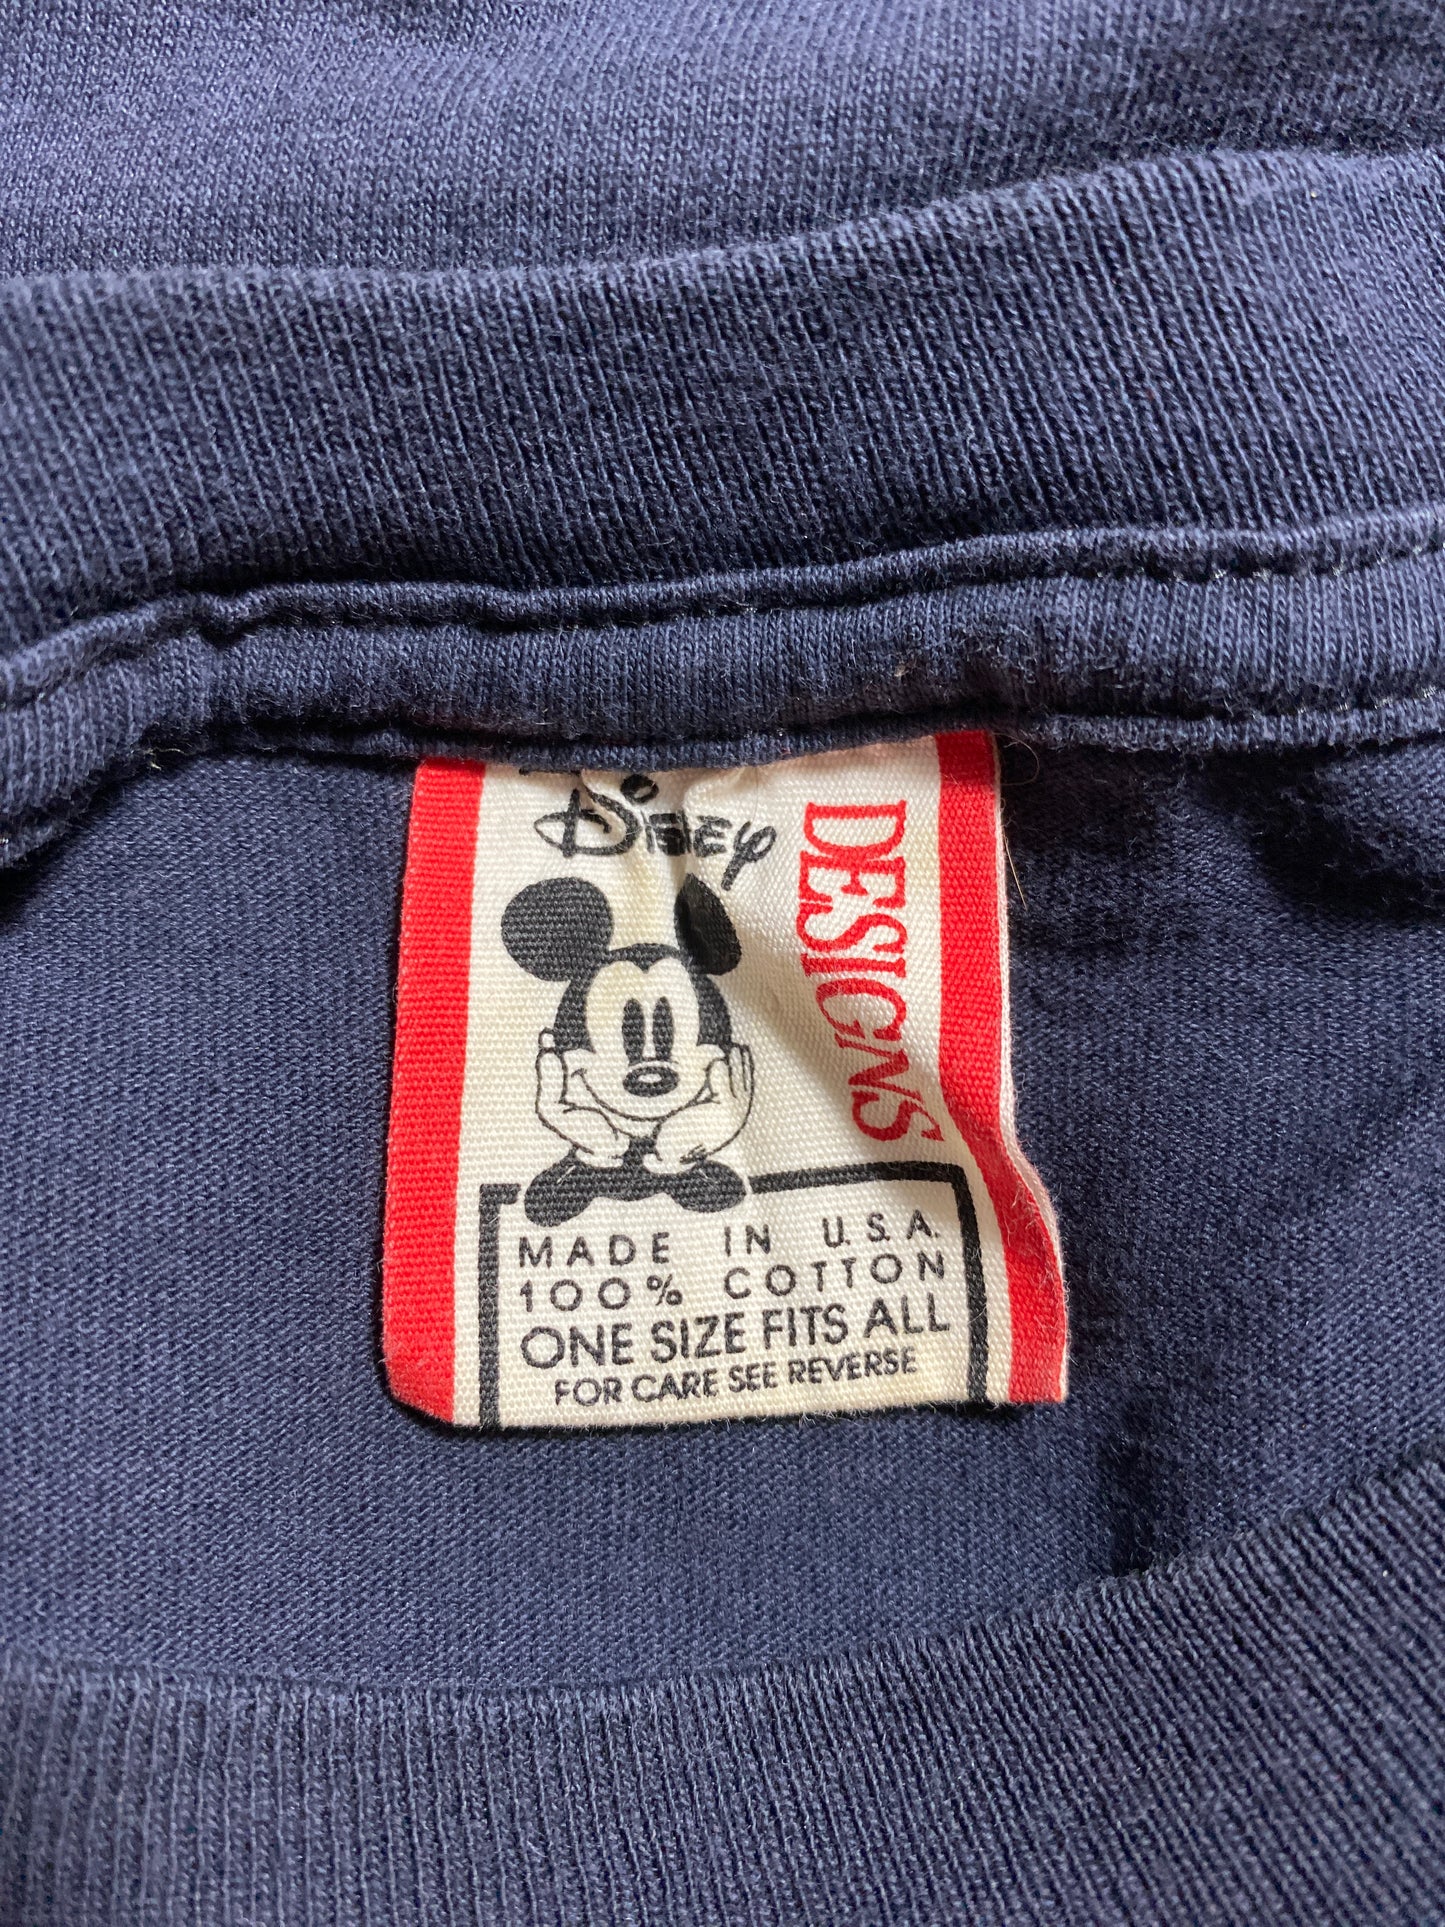 Disney
DESIGNS
MADE IN U.S.A.
100% COTTON
ONE SIZE FITS ALL
FOR CARE SEE REVERSE